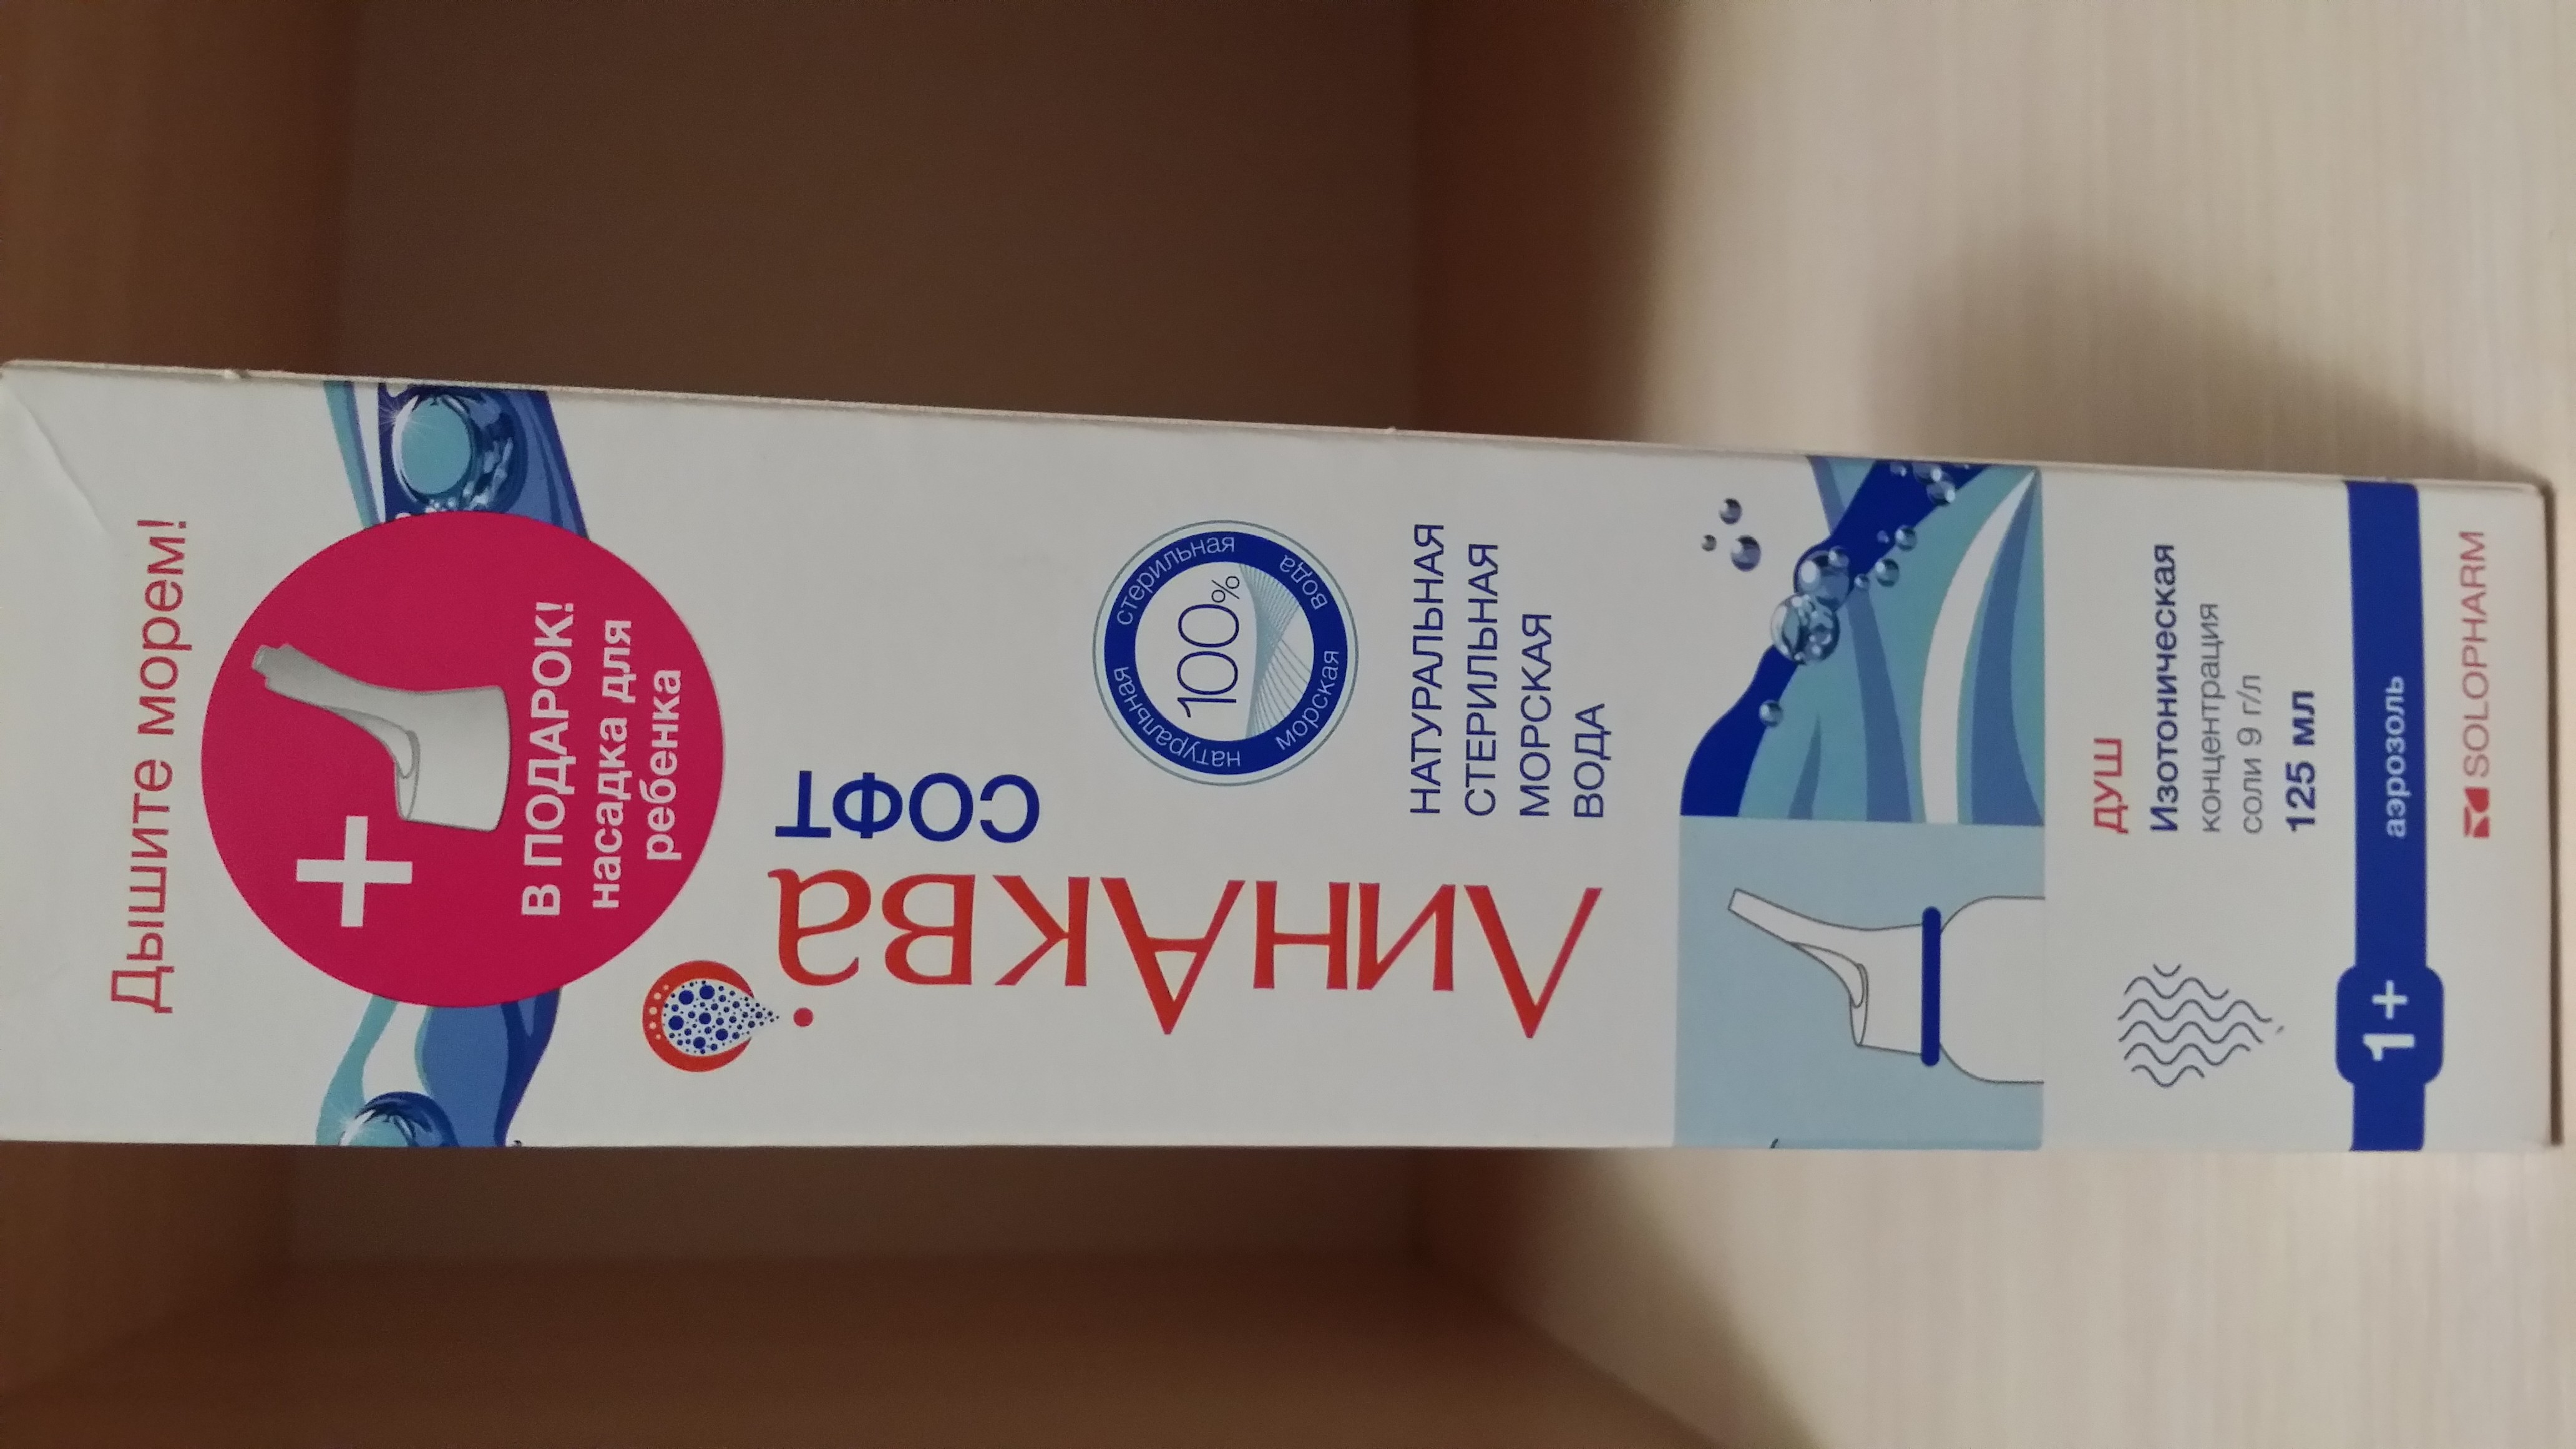 Дышите морем!
+
В ПОДАРОК!
насадка для
ребенка
ЛинАква
СОФТ
натуральная стерильная морская вода
100%
НАТУРАЛЬНАЯ
СТЕРИЛЬНАЯ
МОРСКАЯ
ВОДА
ДУШ
Изотоническая
концентрация
соли 9 г/л
125 мл
1+ аэрозоль
SOLOPHARM